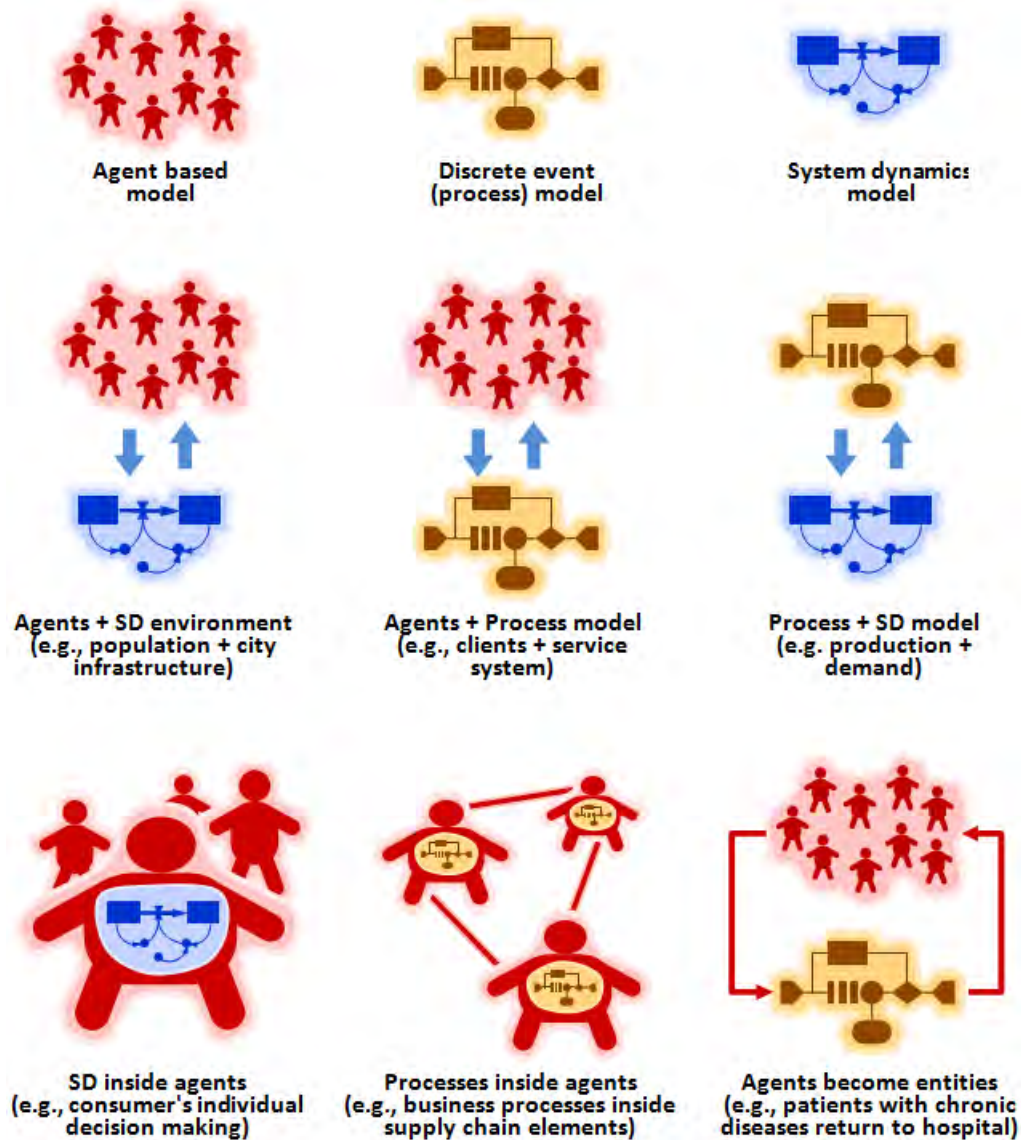 Agent based
model
Discrete event
(process) model
System dynamics
model
Agents + SD environment
(e.g., population + city
infrastructure)
Agents + Process model
(e.g., clients + service
system)
Process + SD model
(e.g. production +
demand)
SD inside agents
(e.g., consumer's individual
decision making)
Processes inside agents
(e.g., business processes inside
supply chain elements)
Agents become entities
(e.g., patients with chronic
diseases return to hospital)